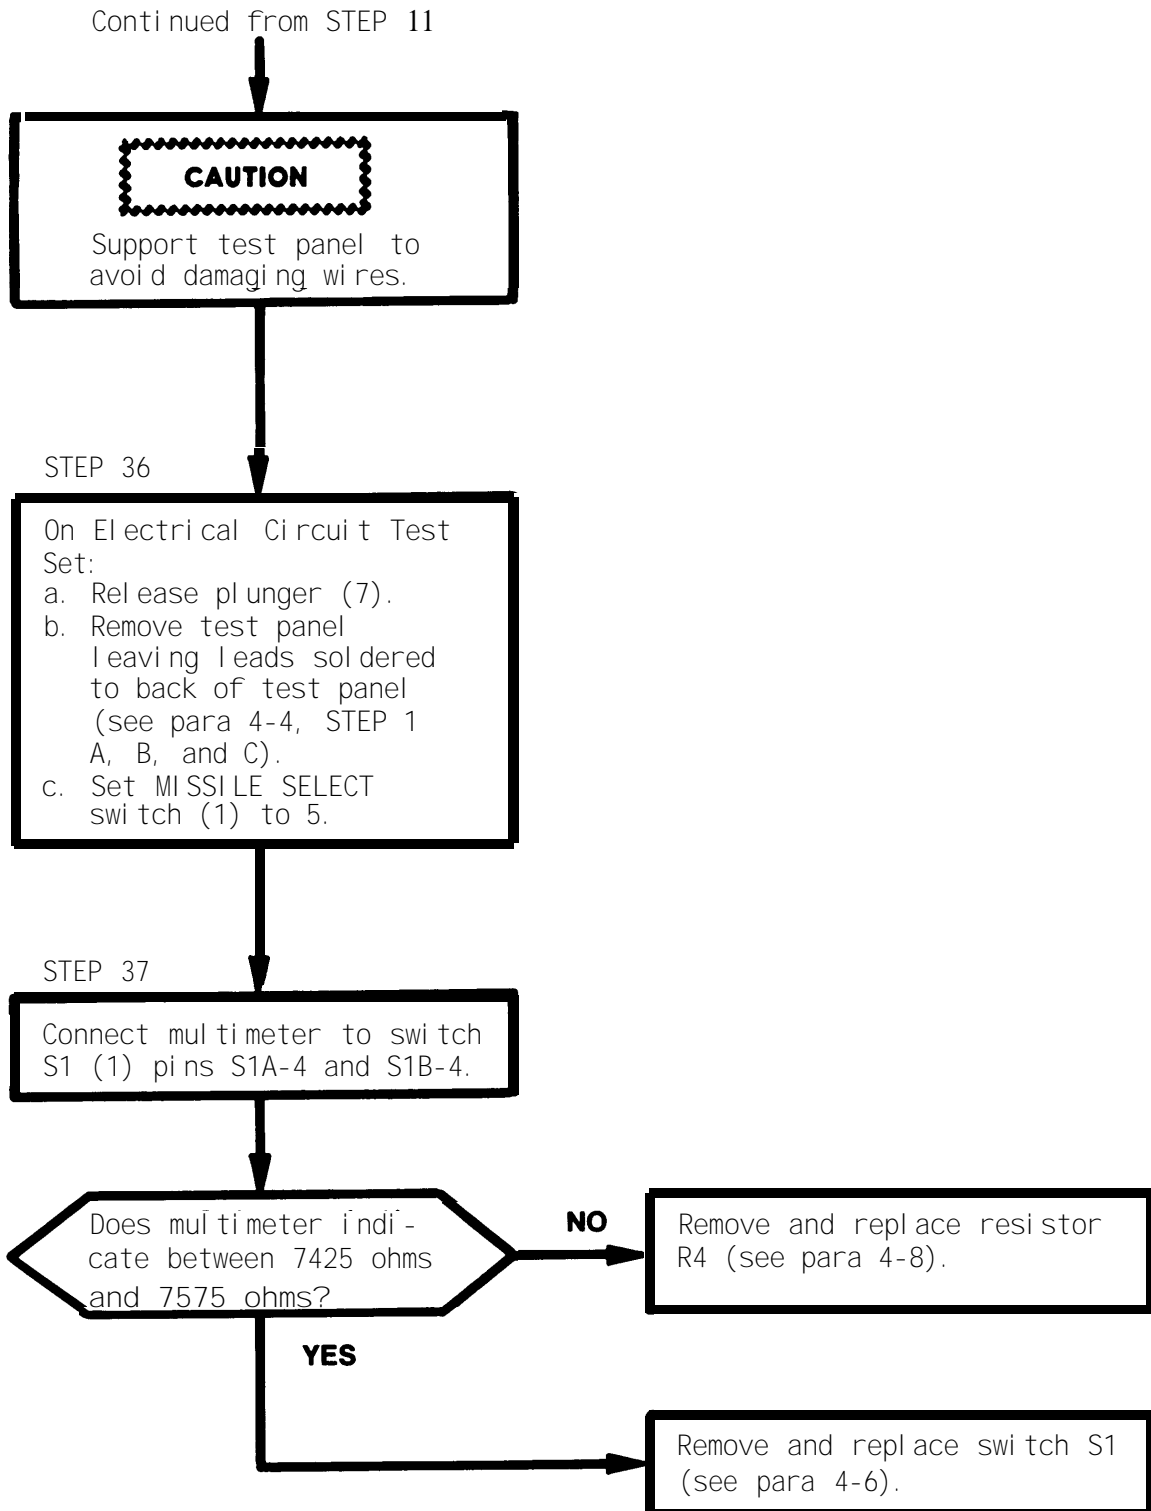 Continued from STEP 11
CAUTION
Support test panel to
avoid damaging wires.
STEP 36
On Electrical Circuit Test
Set:
a. Release plunger (7).
b. Remove test panel
leaving leads soldered
to back of test panel
(see para 4-4, STEP 1
A, B, and C).
c. Set MISSILE SELECT
switch (1) to 5.
STEP 37
Connect multimeter to switch
S1 (1) pins S1A-4 and S1B-4.
Does multimeter indi-
cate between 7425 ohms
and 7575 ohms?
NO
Remove and replace resistor
R4 (see para 4-8).
YES
Remove and replace switch S1
(see para 4-6).